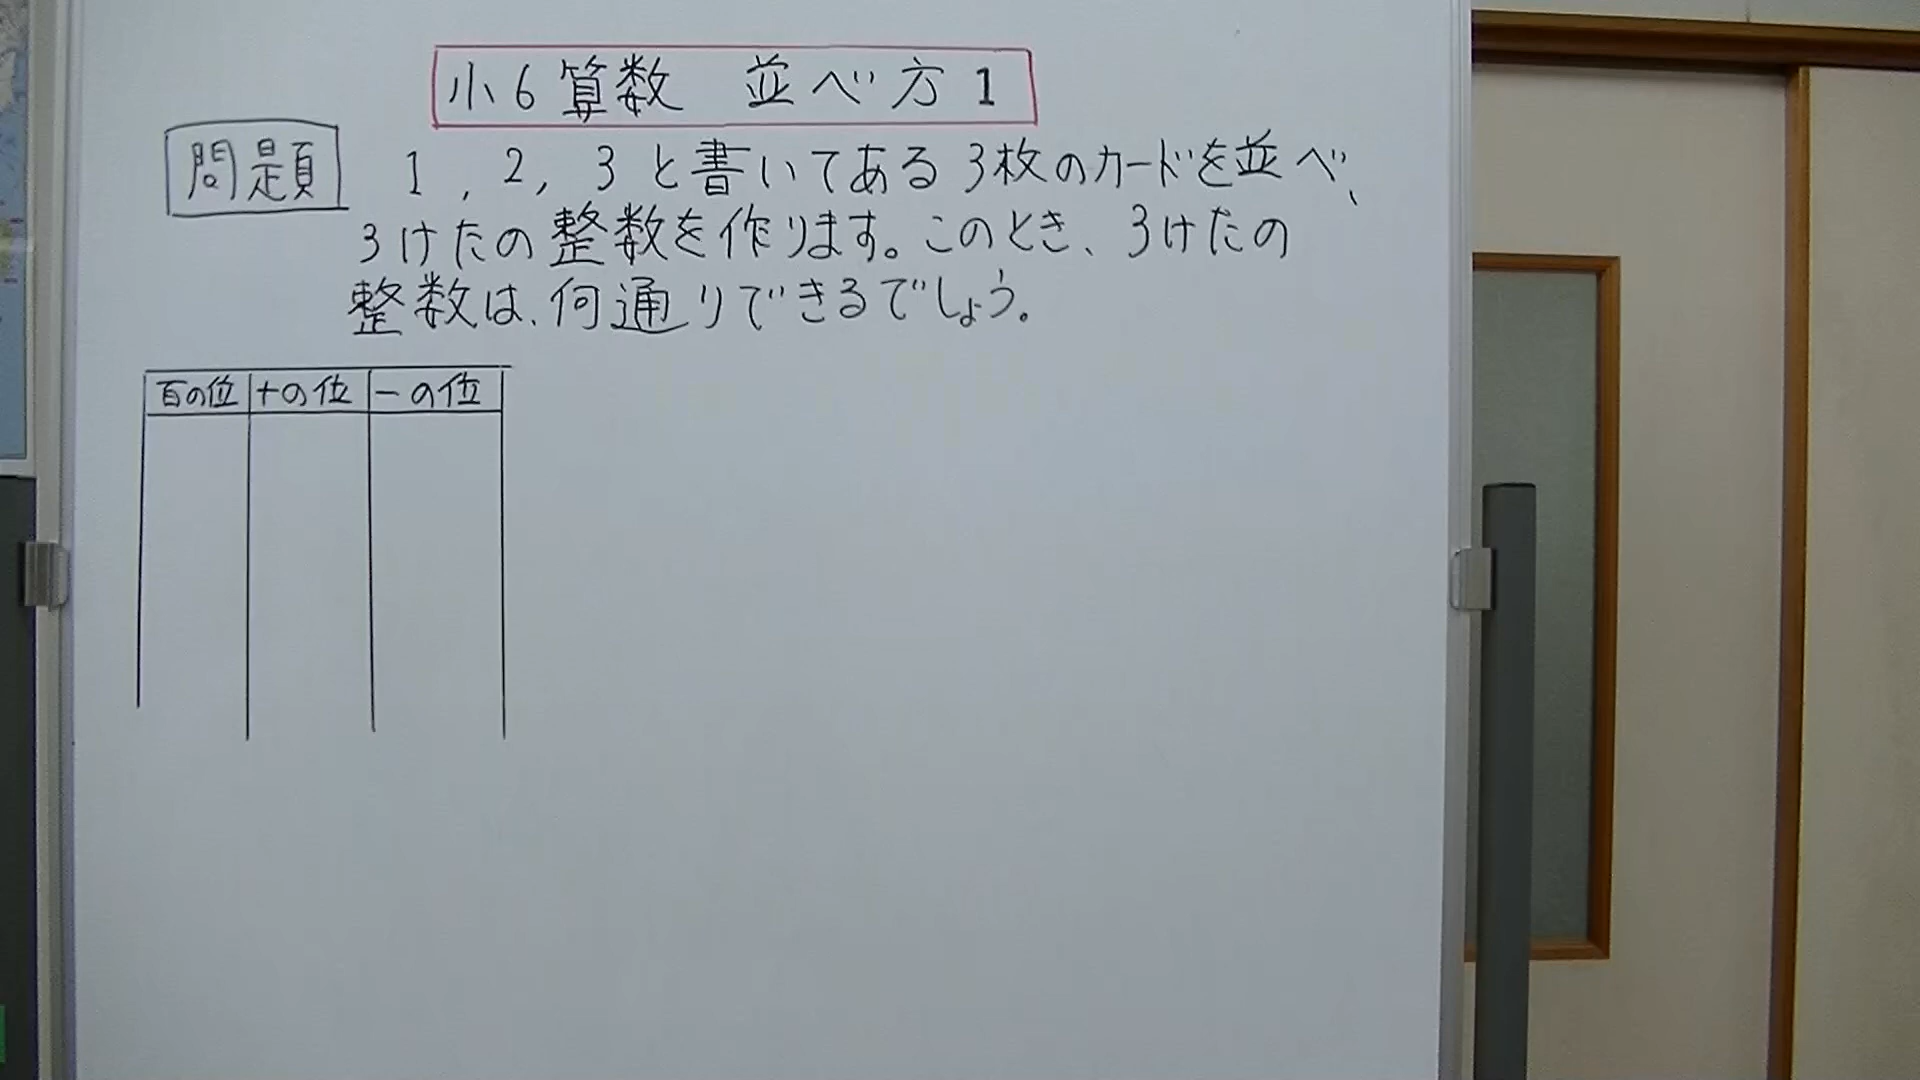 小6算数 並べ方1
問題 1, 2, 3と書いてある3枚のカードを並べ、
3けたの整数を作ります。このとき、3けたの
整数は、何通りできるでしょう。
百の位 十の位 一の位